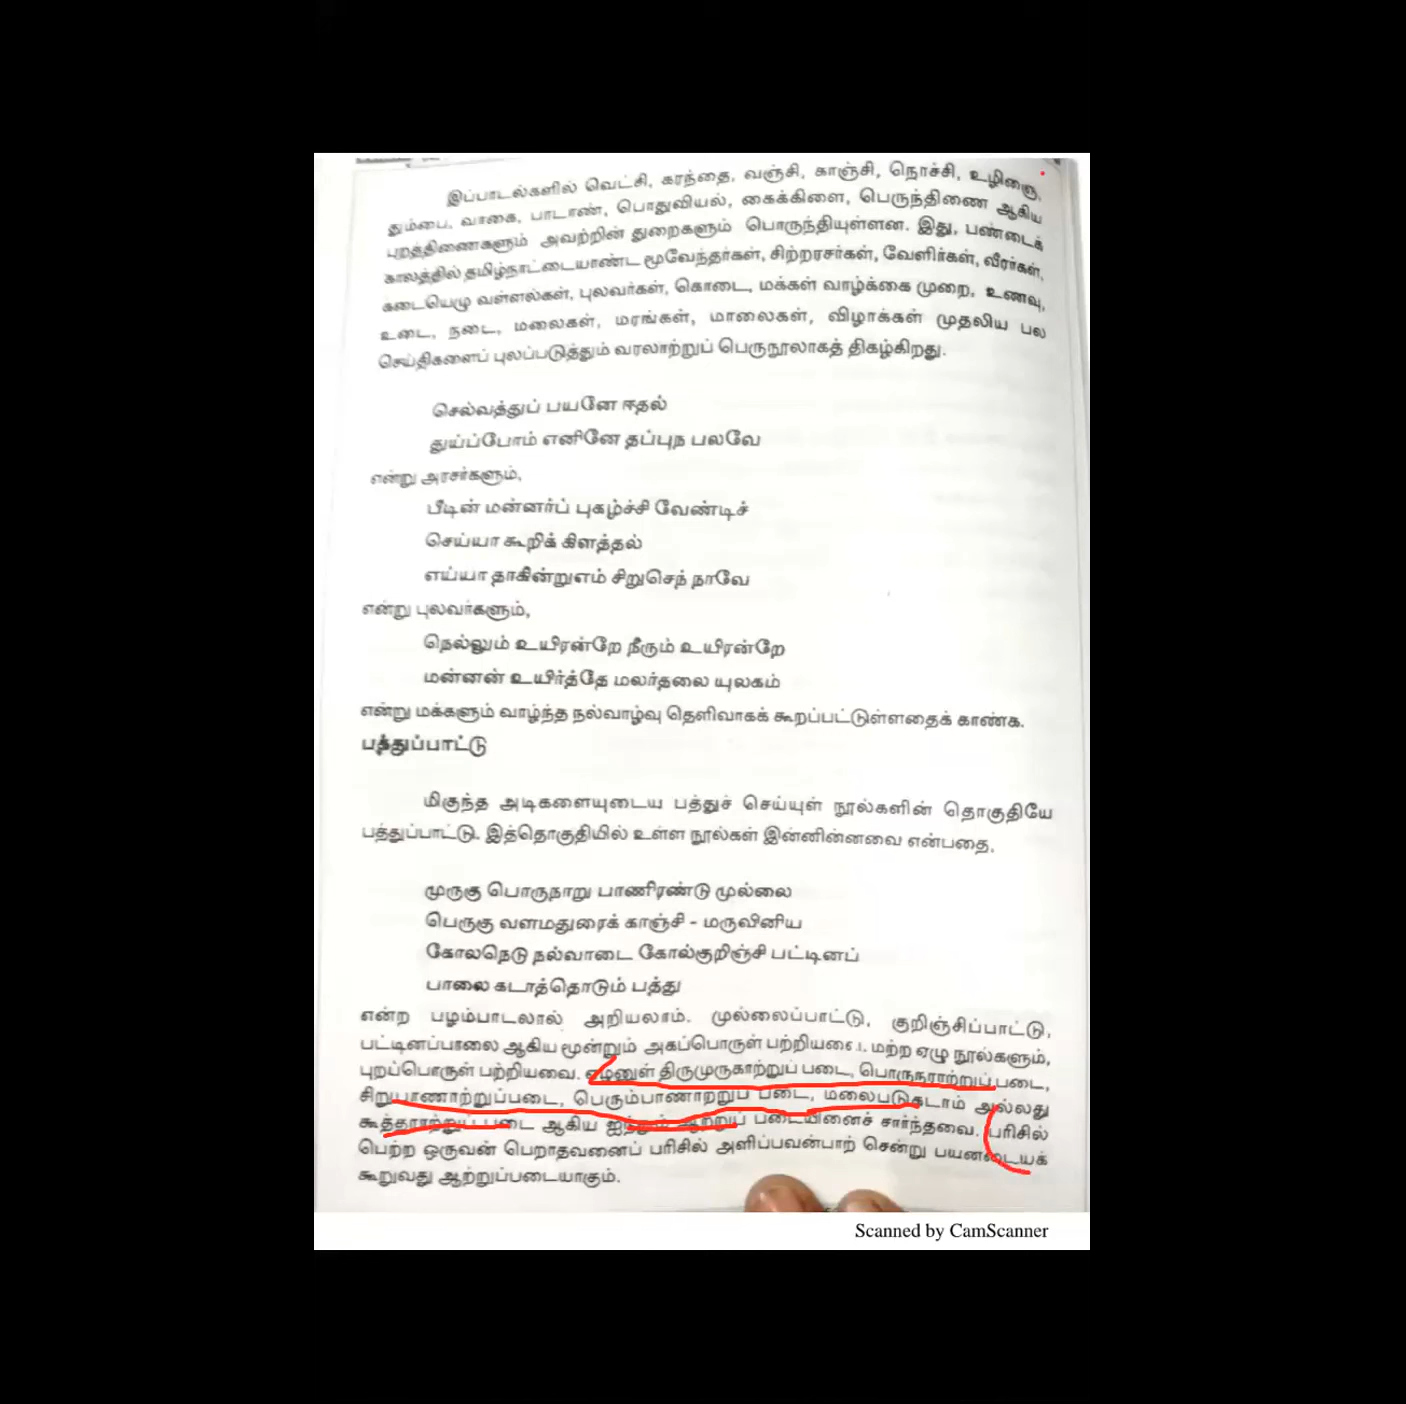 இப்பாடல்களில் வெட்சி, கரந்தை, வஞ்சி, காஞ்சி, நொச்சி, உழிஞை,
தும்பை, வாகை, பாடாண், பொதுவியல், கைக்கிளை, பெருந்திணை ஆகிய
புறத்திணைகளும் அவற்றின் துறைகளும் பொருந்தியுள்ளன. இது, பண்டைக்
காலத்தில் தமிழ்நாட்டையாண்ட மூவேந்தர்கள், சிற்றரசர்கள், வேளிர்கள், வீரர்கள்,
கடையெழு வள்ளல்கள், புலவர்கள், கொடை, மக்கள் வாழ்க்கை முறை, உணவு,
உடை, நடை, மலைகள், மரங்கள், மாலைகள், விழாக்கள் முதலிய பல
செய்திகளைப் புலப்படுத்தும் வரலாற்றுப் பெருநூலாகத் திகழ்கிறது.
செல்வத்துப் பயனே ஈதல்
துய்ப்போம் எனினே தப்புந பலவே
என்று அரசர்களும்,
பீடின் மன்னர்ப் புகழ்ச்சி வேண்டிச்
செய்யா கூறிக் கிளத்தல்
எய்யா தாகின்றுஎம் சிறுசெந் நாவே
என்று புலவர்களும்,
நெல்லும் உயிரன்றே நீரும் உயிரன்றே
மன்னன் உயிர்த்தே மலர்தலை யுலகம்
என்று மக்களும் வாழ்ந்த நல்வாழ்வு தெளிவாகக் கூறப்பட்டுள்ளதைக் காண்க.
பத்துப்பாட்டு
மிகுந்த அடிகளையுடைய பத்துச் செய்யுள் நூல்களின் தொகுதியே
பத்துப்பாட்டு. இத்தொகுதியில் உள்ள நூல்கள் இன்னின்னவை என்பதை,
முருகு பொருநாறு பாணிரண்டு முல்லை
பெருகு வளமதுரைக் காஞ்சி - மருவினிய
கோலநெடு நல்வாடை கோல்குறிஞ்சி பட்டினப்
பாலை கடாத்தொடும் பத்து
என்ற பழம்பாடலால் அறியலாம். முல்லைப்பாட்டு, குறிஞ்சிப்பாட்டு,
பட்டினப்பாலை ஆகிய மூன்றும் அகப்பொருள் பற்றியவை. மற்ற ஏழு நூல்களும்,
புறப்பொருள் பற்றியவை. ஏழனுள் திருமுருகாற்றுப் படை, பொருநராற்றுப் படை,
சிறுபாணாற்றுப்படை, பெரும்பாணாற்றுப் படை, மலைபடுகடாம் அல்லது
கூத்தராற்றுப் படை ஆகிய ஐந்தும் ஆற்றுப் படையினைச் சார்ந்தவை. பரிசில்
பெற்ற ஒருவன் பெறாதவனைப் பரிசில் அளிப்பவன்பாற் சென்று பயனடையக்
கூறுவது ஆற்றுப்படையாகும்.
Scanned by CamScanner